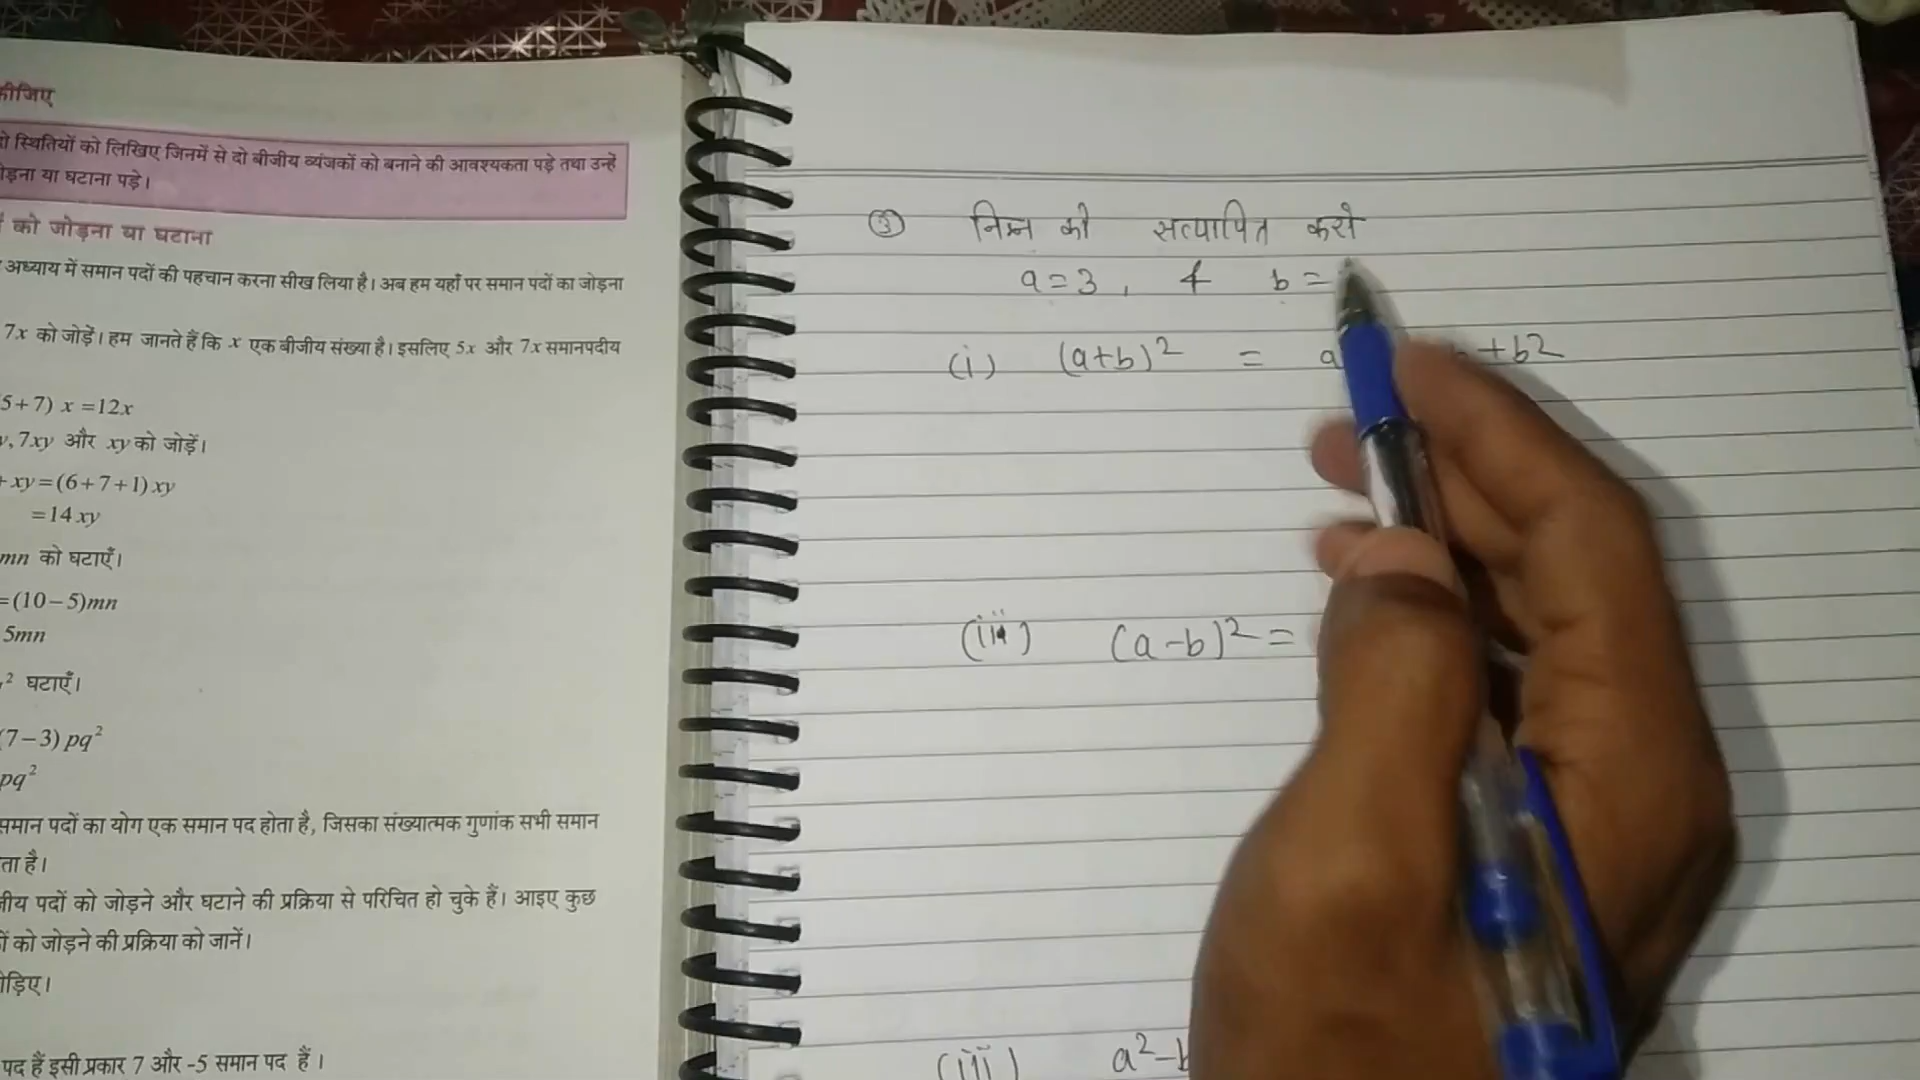 कीजिए
स्थितियों को लिखिए जिनमें से दो बीजीय व्यंजकों को बनाने की आवश्यकता पड़े तथा उन्हें
या घटाना पड़े।
को जोड़ना या घटाना
अध्याय में समान पदों की पहचान करना सीख लिया है। अब हम यहाँ पर समान पदों का जोड़ना
7x को जोड़ें। हम जानते हैं कि x एक बीजीय संख्या है। इसलिए 5x और 7x समानपदीय
5+7) x =12x
, 7xy और xy को जोड़ें।
+ xy=(6+7+1)xy
=14xy
mn को घटाएँ।
=(10−5)mn
5mn
² घटाएँ।
(7−3)pq²
pq²
समान पदों का योग एक समान पद होता है, जिसका संख्यात्मक गुणांक सभी समान
है।
पदों को जोड़ने और घटाने की प्रक्रिया से परिचित हो चुके हैं। आइए कुछ
को जोड़ने की प्रक्रिया को जानें।
पद हैं इसी प्रकार 7 और -5 समान पद हैं ।
③ निम्न को सत्यापित करो
a=3, 4 b=
(i) (a+b)² = a +b2
(iii) (a-b)² =
(iii) a²-b